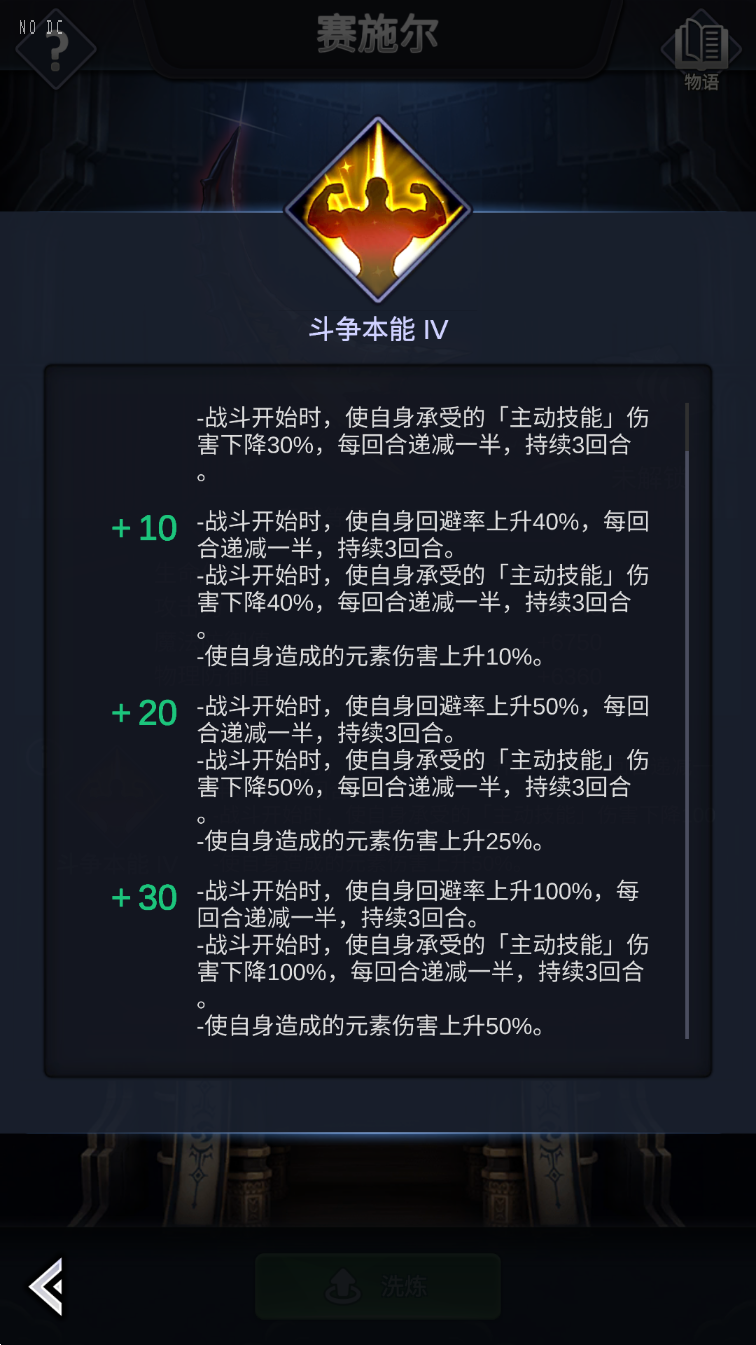 NO DC
?
赛施尔
物语
斗争本能 IV
-战斗开始时，使自身承受的「主动技能」伤
害下降30%，每回合递减一半，持续3回合
。
+10
-战斗开始时，使自身回避率上升40%，每回
合递减一半，持续3回合。
-战斗开始时，使自身承受的「主动技能」伤
害下降40%，每回合递减一半，持续3回合
。
-使自身造成的元素伤害上升10%。
+20
-战斗开始时，使自身回避率上升50%，每回
合递减一半，持续3回合。
-战斗开始时，使自身承受的「主动技能」伤
害下降50%，每回合递减一半，持续3回合
。
-使自身造成的元素伤害上升25%。
+30
-战斗开始时，使自身回避率上升100%，每
回合递减一半，持续3回合。
-战斗开始时，使自身承受的「主动技能」伤
害下降100%，每回合递减一半，持续3回合
。
-使自身造成的元素伤害上升50%。
洗炼